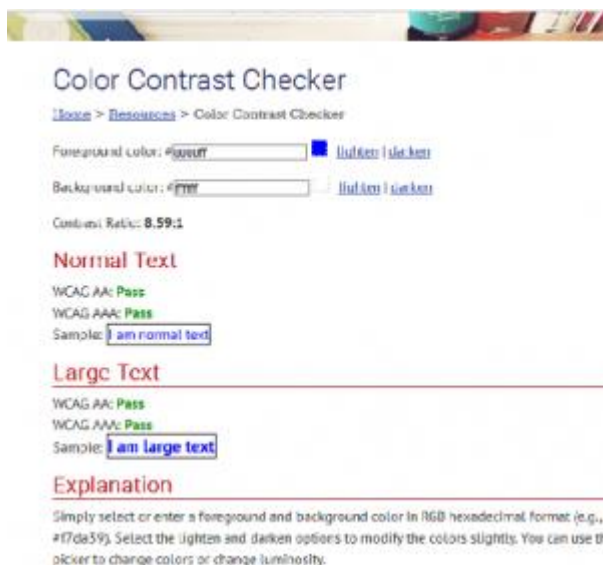 Color Contrast Checker
Home > Resources > Color Contrast Checker
Foreground color: #0000ff lighten | darken
Background color: #ffffff lighten | darken
Contrast Ratio: 8.59:1
Normal Text
WCAG AA: Pass
WCAG AAA: Pass
Sample: I am normal text
Large Text
WCAG AA: Pass
WCAG AAA: Pass
Sample: I am large text
Explanation
Simply select or enter a foreground and background color in RGB hexadecimal format (e.g.,
#f7da39). Select the lighten and darken options to modify the colors slightly. You can use th
picker to change colors or change luminosity.